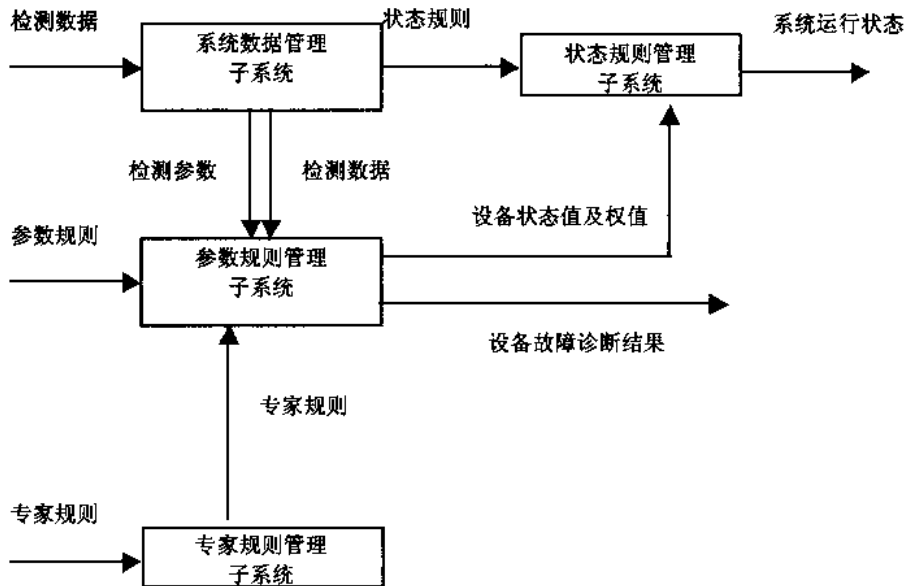 检测数据
系统数据管理
子系统
状态规则
状态规则管理
子系统
系统运行状态
检测参数
检测数据
设备状态值及权值
参数规则
参数规则管理
子系统
设备故障诊断结果
专家规则
专家规则
专家规则管理
子系统